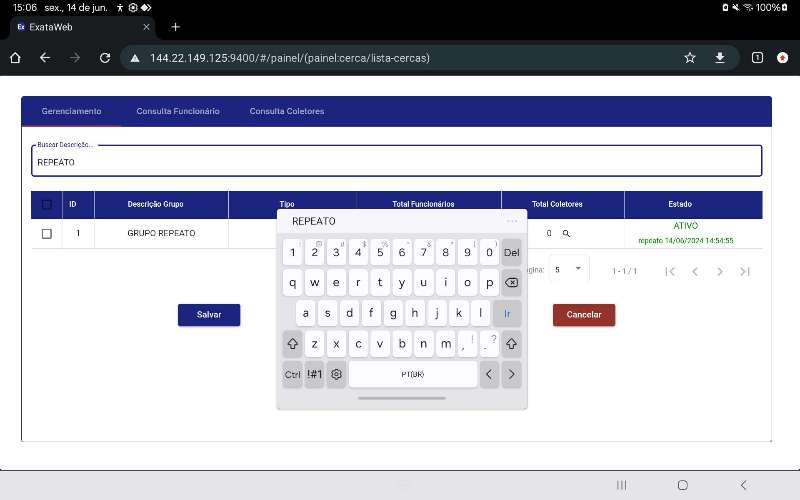 15:06 sex., 14 de jun. 100%
Ex ExataWeb
144.22.149.125:9400/#/painel/(painel:cerca/lista-cercas) 1
Gerenciamento Consulta Funcionário Consulta Coletores
Buscar Descrição...
REPEATO
ID Descrição Grupo Tipo Total Funcionários Total Coletores Estado
1 GRUPO REPEATO 0 ATIVO
repeato 14/06/2024 14:54:55
gina: 5 1 - 1 / 1
Salvar Cancelar
REPEATO ...
1 2 3 4 5 6 7 8 9 0 Del
q w e r t y u i o p
a s d f g h j k l Ir
z x c v b n m , ! . ?
Ctrl !#1 PT(BR) < >